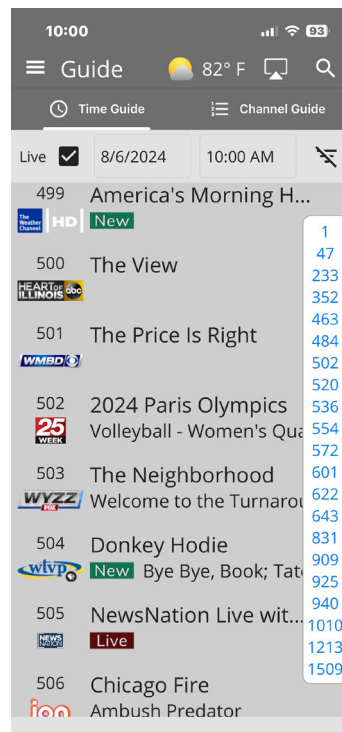 10:00
93
Guide
82° F
Time Guide
Channel Guide
Live
8/6/2024
10:00 AM
499
America's Morning H...
The Weather Channel
HD
New
500
The View
HEART OF ILLINOIS abc
501
The Price Is Right
WMBD
502
2024 Paris Olympics
25 WEEK
Volleyball - Women's Qua
503
The Neighborhood
WYZZ FOX
Welcome to the Turnarou
504
Donkey Hodie
wtvp
New
Bye Bye, Book; Tat
505
NewsNation Live wit...
NEWS NATION
Live
506
Chicago Fire
ion
Ambush Predator
1
47
233
352
463
484
502
520
536
554
572
601
622
643
831
909
925
940
1010
1213
1509